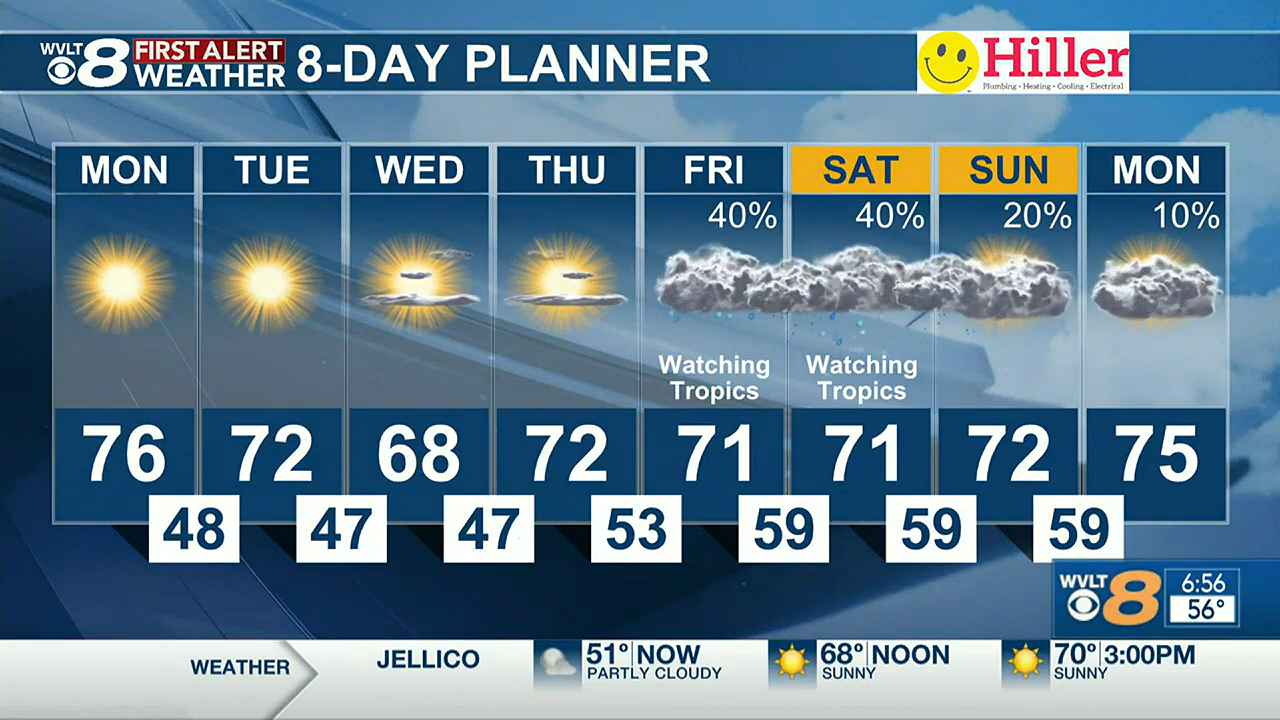 WVLT 8 FIRST ALERT WEATHER 8-DAY PLANNER
Hiller
Plumbing • Heating • Cooling • Electrical
MON TUE WED THU FRI SAT SUN MON
40% 40% 20% 10%
Watching Watching
Tropics Tropics
76 72 68 72 71 71 72 75
48 47 47 53 59 59 59
WVLT 8 6:56
56°
WEATHER JELLICO 51° NOW 68° NOON 70° 3:00PM
PARTLY CLOUDY SUNNY SUNNY